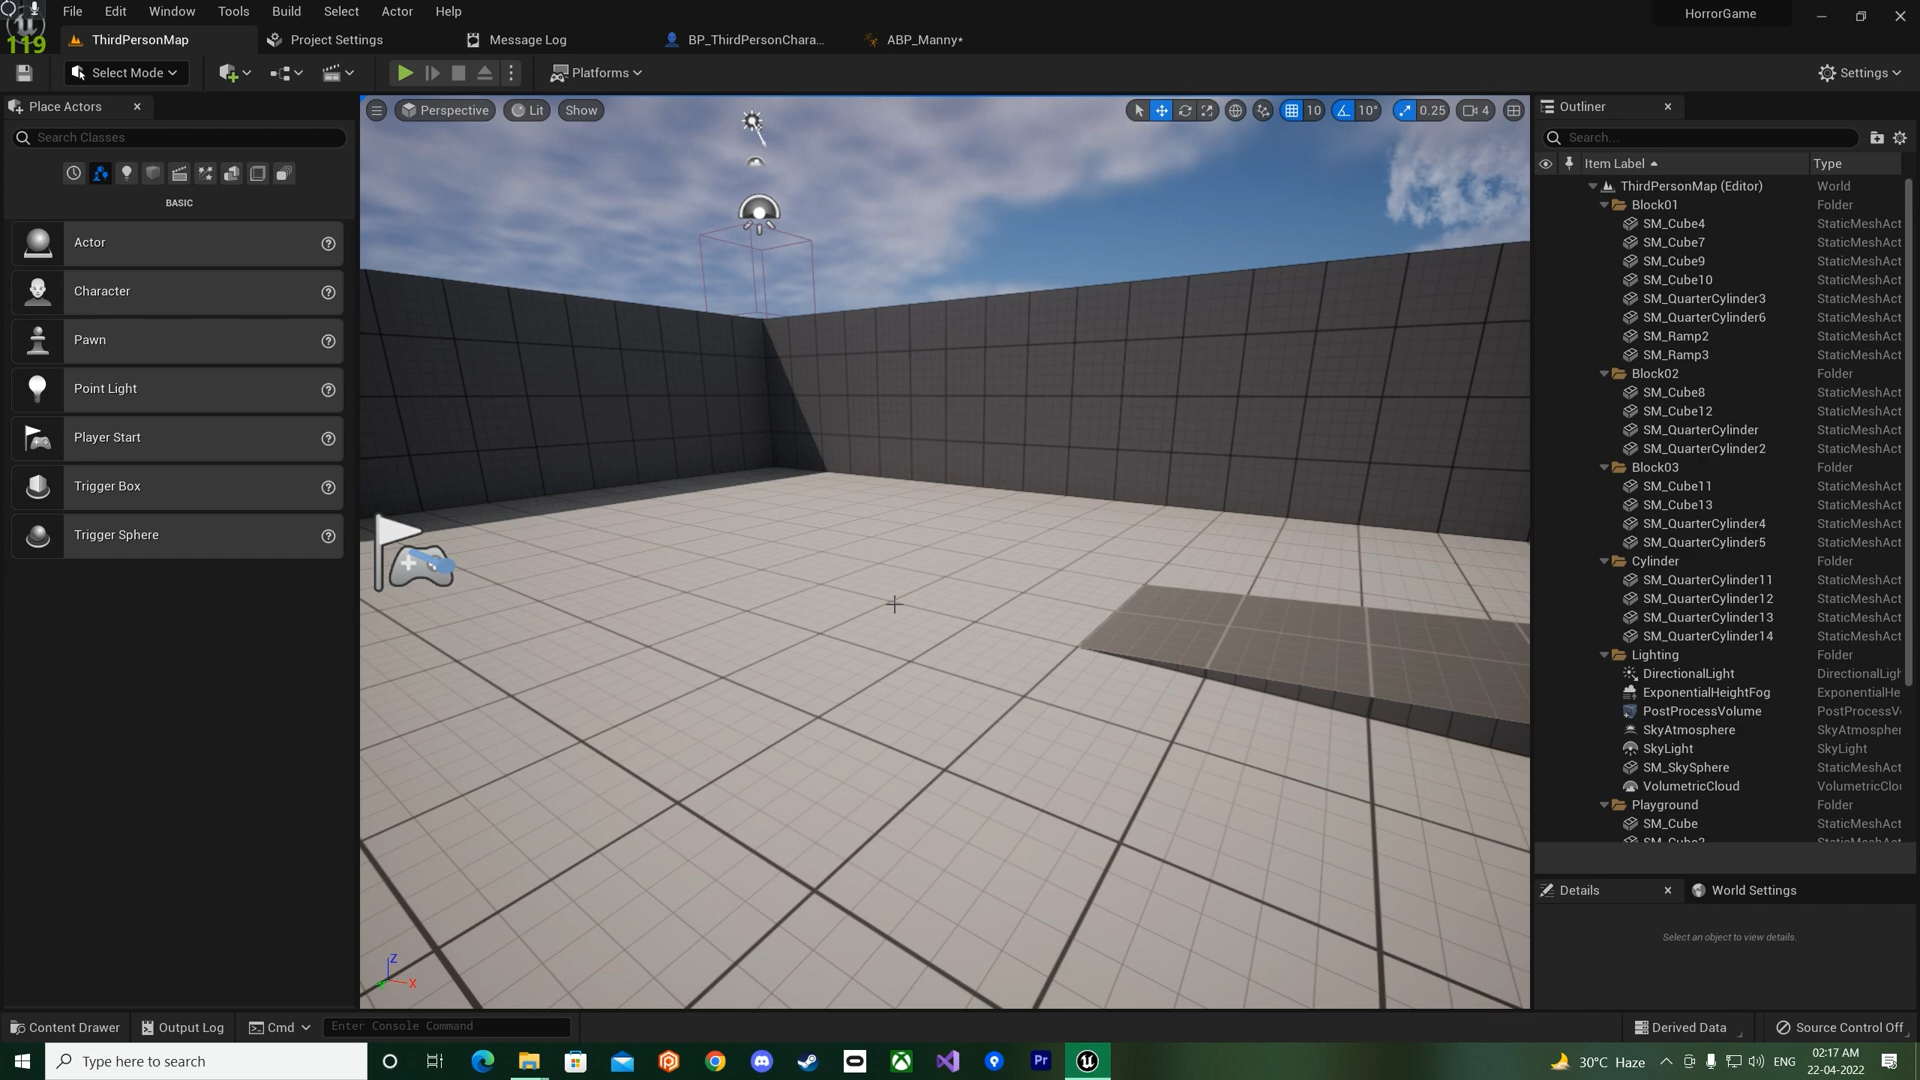 File Edit Window Tools Build Select Actor Help
HorrorGame
119
ThirdPersonMap
Project Settings
Message Log
BP_ThirdPersonChara...
ABP_Manny*
Select Mode
Platforms
Settings
Place Actors
Search Classes
BASIC
Actor
Character
Pawn
Point Light
Player Start
Trigger Box
Trigger Sphere
Perspective
Lit
Show
10
10°
0.25
4
Z
X
Outliner
Search...
Item Label
Type
ThirdPersonMap (Editor) World
Block01 Folder
SM_Cube4 StaticMeshAct
SM_Cube7 StaticMeshAct
SM_Cube9 StaticMeshAct
SM_Cube10 StaticMeshAct
SM_QuarterCylinder3 StaticMeshAct
SM_QuarterCylinder6 StaticMeshAct
SM_Ramp2 StaticMeshAct
SM_Ramp3 StaticMeshAct
Block02 Folder
SM_Cube8 StaticMeshAct
SM_Cube12 StaticMeshAct
SM_QuarterCylinder StaticMeshAct
SM_QuarterCylinder2 StaticMeshAct
Block03 Folder
SM_Cube11 StaticMeshAct
SM_Cube13 StaticMeshAct
SM_QuarterCylinder4 StaticMeshAct
SM_QuarterCylinder5 StaticMeshAct
Cylinder Folder
SM_QuarterCylinder11 StaticMeshAct
SM_QuarterCylinder12 StaticMeshAct
SM_QuarterCylinder13 StaticMeshAct
SM_QuarterCylinder14 StaticMeshAct
Lighting Folder
DirectionalLight DirectionalLigh
ExponentialHeightFog ExponentialHe
PostProcessVolume PostProcessV
SkyAtmosphere SkyAtmospher
SkyLight SkyLight
SM_SkySphere StaticMeshAct
VolumetricCloud VolumetricClou
Playground Folder
SM_Cube StaticMeshAct
Details
World Settings
Select an object to view details.
Content Drawer
Output Log
Cmd
Enter Console Command
Derived Data
Source Control Off
Type here to search
Pr
30°C Haze
ENG
02:17 AM
22-04-2022